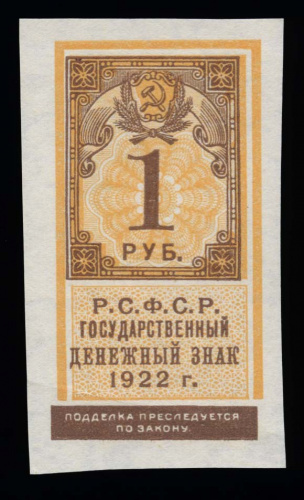 1
РУБ.
Р.С.Ф.С.Р.
ГОСУДАРСТВЕННЫЙ
ДЕНЕЖНЫЙ ЗНАК
1922 г.
ПОДДЕЛКА ПРЕСЛЕДУЕТСЯ
ПО ЗАКОНУ.